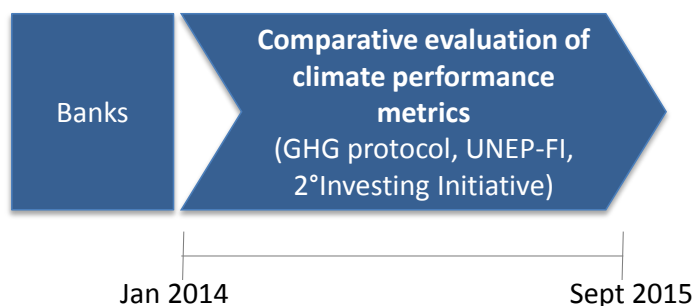 Banks
Comparative evaluation of
climate performance
metrics
(GHG protocol, UNEP-FI,
2°Investing Initiative)
Jan 2014
Sept 2015